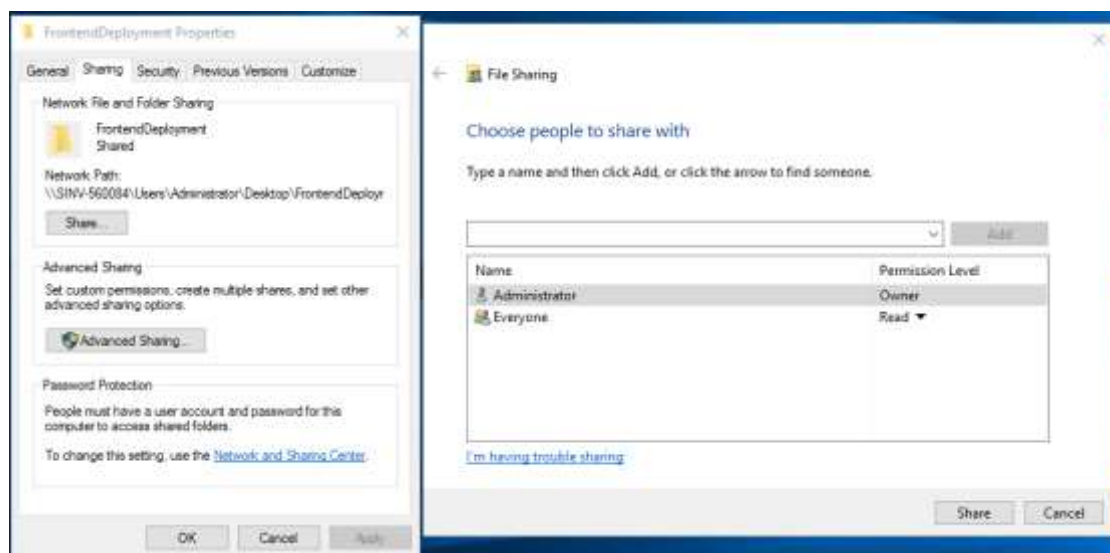 FrontendDeployment Properties
General Sharing Security Previous Versions Customize
Network File and Folder Sharing
FrontendDeployment
Shared
Network Path:
\\SINV-560084\Users\Administrator\Desktop\FrontendDeployr
Share...
Advanced Sharing
Set custom permissions, create multiple shares, and set other
advanced sharing options.
Advanced Sharing...
Password Protection
People must have a user account and password for this
computer to access shared folders.
To change this setting, use the Network and Sharing Center.
OK Cancel Apply
File Sharing
Choose people to share with
Type a name and then click Add, or click the arrow to find someone.
Add
Name Permission Level
Administrator Owner
Everyone Read
I'm having trouble sharing
Share Cancel